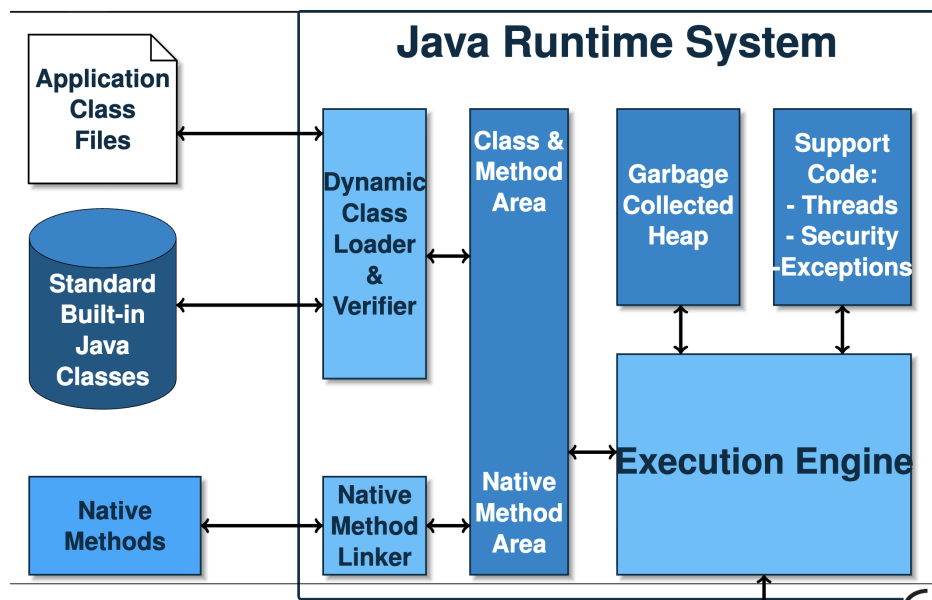 Java Runtime System
Application
Class
Files
Standard
Built-in
Java
Classes
Native
Methods
Dynamic
Class
Loader
&
Verifier
Native
Method
Linker
Class &
Method
Area
Native
Method
Area
Garbage
Collected
Heap
Support
Code:
- Threads
- Security
-Exceptions
Execution Engine